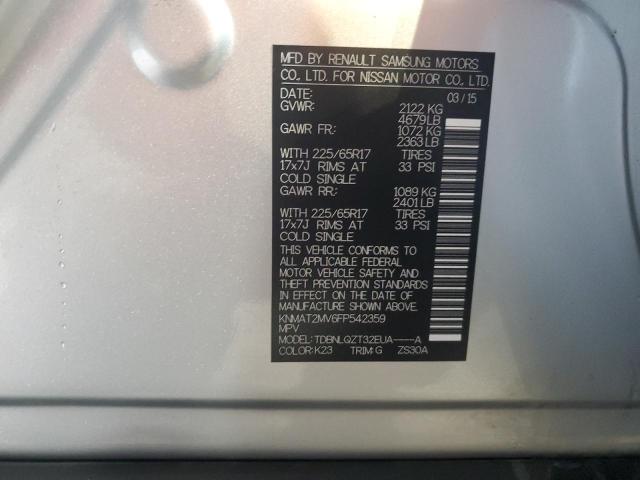 MFD BY RENAULT SAMSUNG MOTORS
CO., LTD. FOR NISSAN MOTOR CO., LTD.
DATE: 03/15
GVWR: 2122 KG
4679 LB
GAWR FR: 1072 KG
2363 LB
WITH 225/65R17 TIRES
17x7J RIMS AT 33 PSI
COLD SINGLE
GAWR RR: 1089 KG
2401 LB
WITH 225/65R17 TIRES
17x7J RIMS AT 33 PSI
COLD SINGLE
THIS VEHICLE CONFORMS TO
ALL APPLICABLE FEDERAL
MOTOR VEHICLE SAFETY AND
THEFT PREVENTION STANDARDS
IN EFFECT ON THE DATE OF
MANUFACTURE SHOWN ABOVE.
KNMAT2MV6FP542359
MPV
MODEL: TDBNLQZT32EUA----A
COLOR: K23 TRIM: G ZS30A